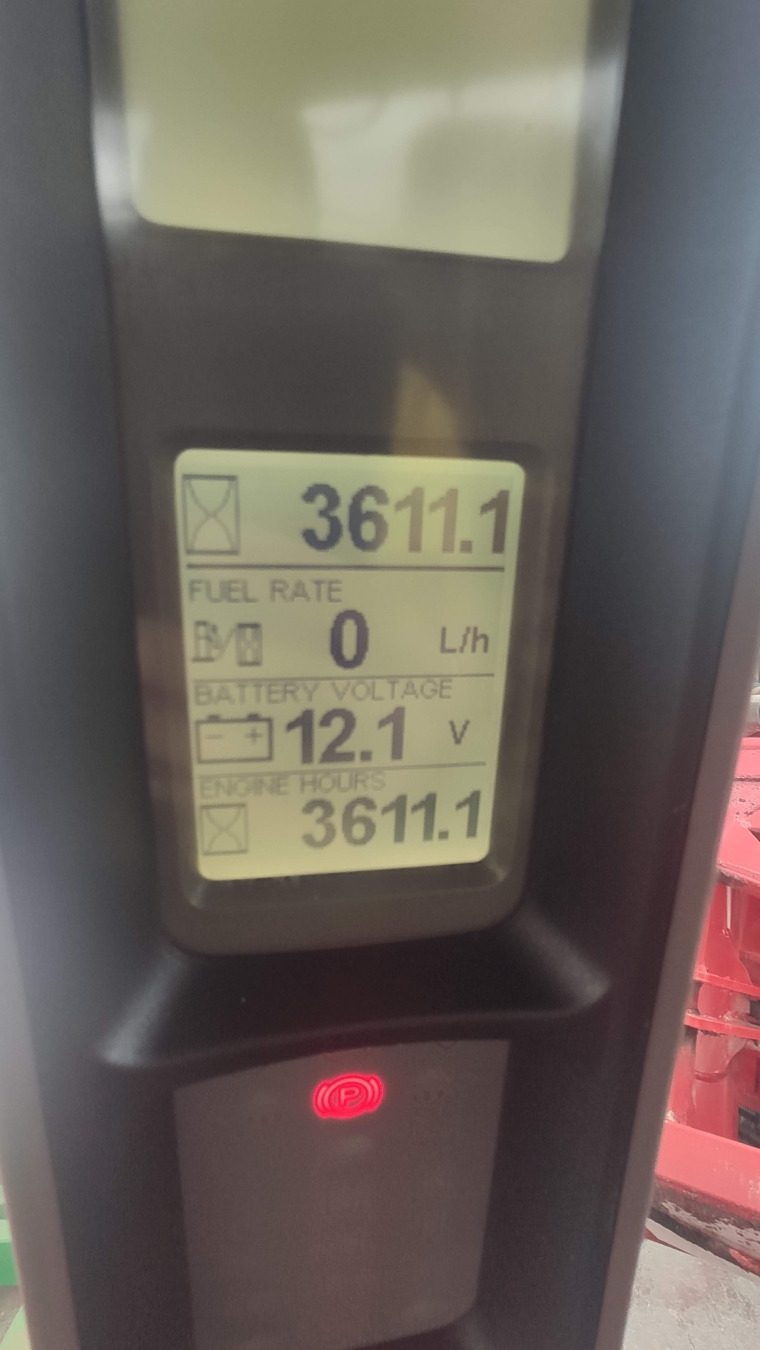 3611.1
FUEL RATE
0 L/h
BATTERY VOLTAGE
- + 12.1 V
ENGINE HOURS
3611.1
P